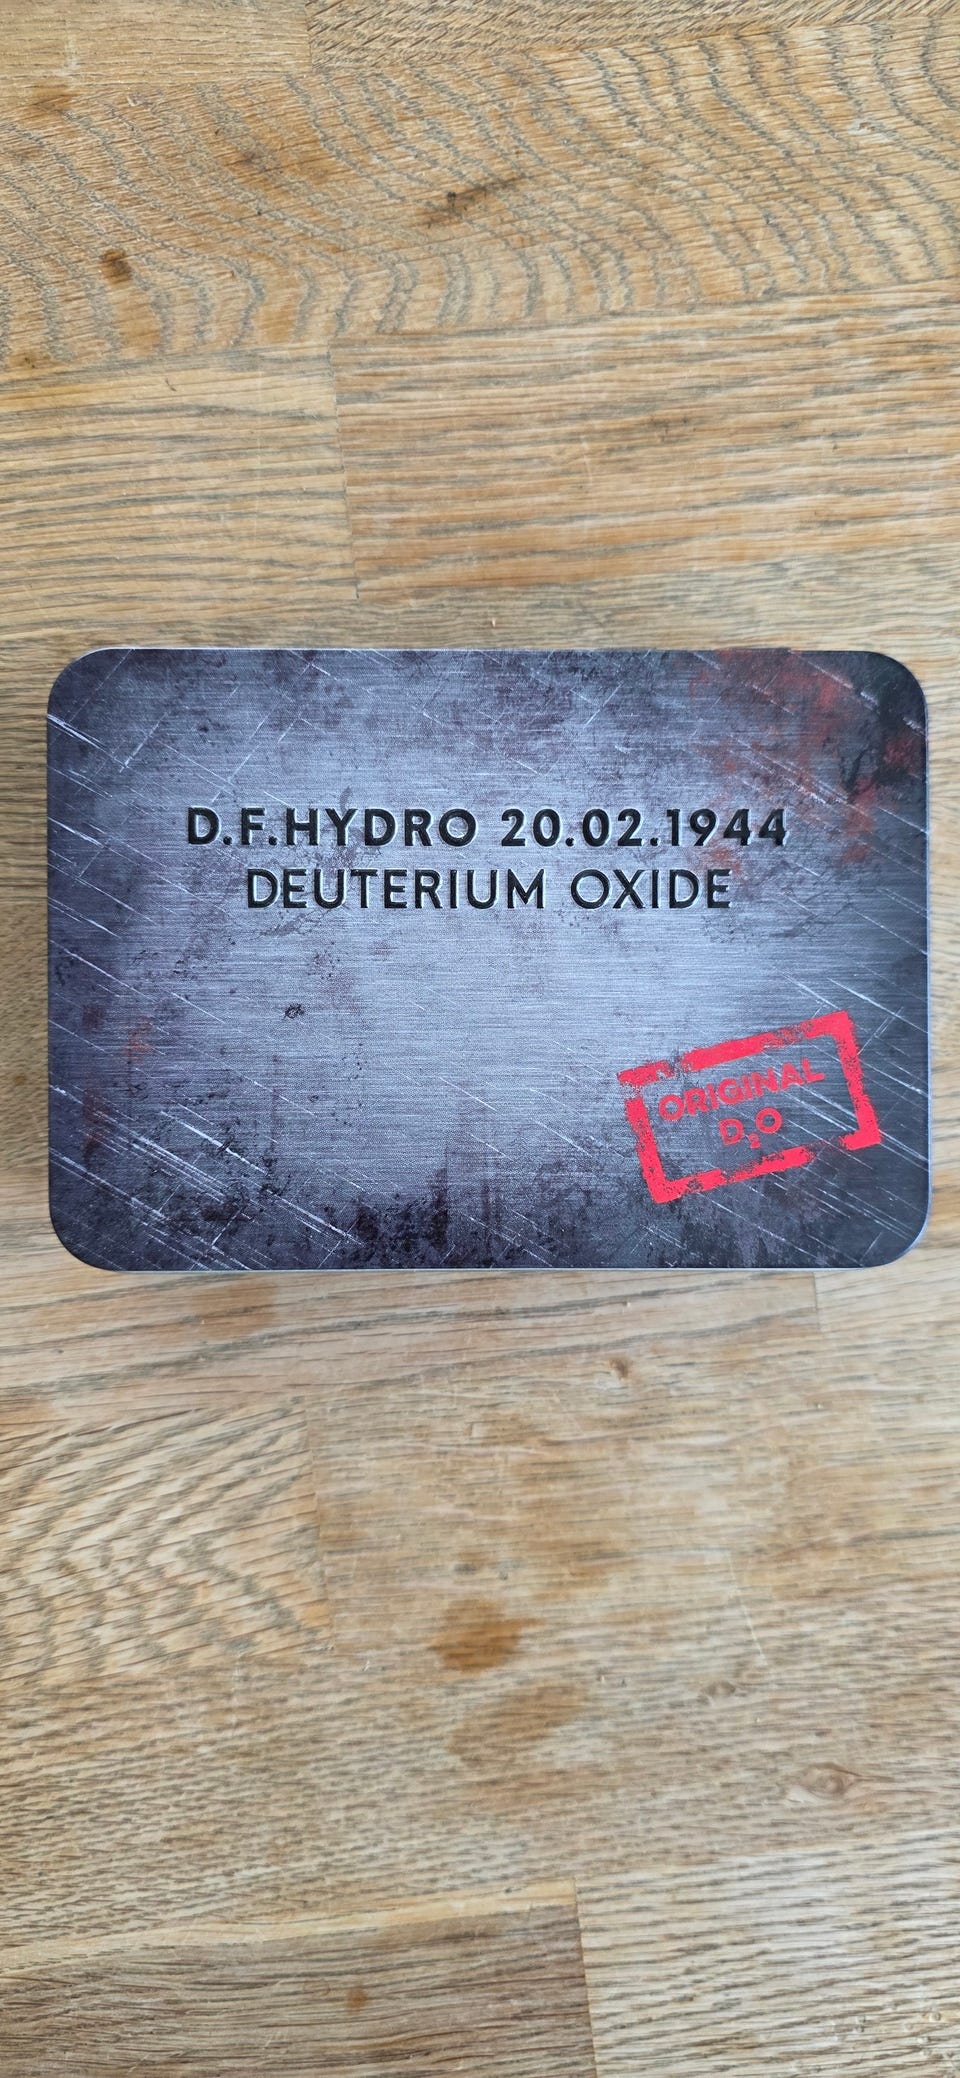 D.F.HYDRO 20.02.1944
DEUTERIUM OXIDE
ORIGINAL
D₂O